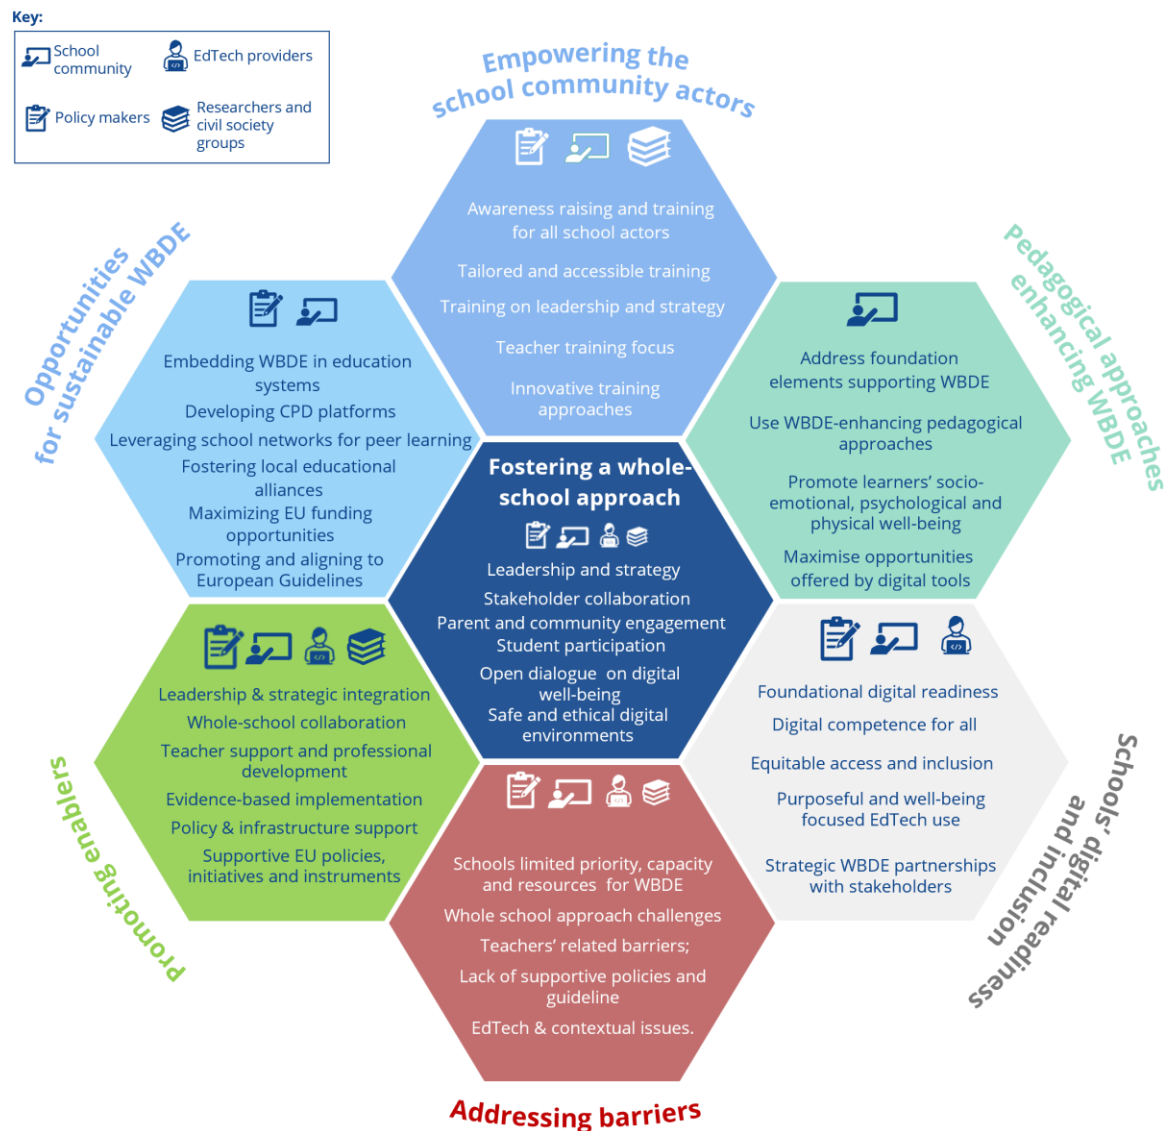 Key:
School
community
EdTech providers
Policy makers
Researchers and
civil society
groups
Empowering the
school community actors
Awareness raising and training
for all school actors
Tailored and accessible training
Training on leadership and strategy
Teacher training focus
Innovative training
approaches
Opportunities
for sustainable WBDE
Embedding WBDE in education
systems
Developing CPD platforms
Leveraging school networks for peer learning
Fostering local educational
alliances
Maximizing EU funding
opportunities
Promoting and aligning to
European Guidelines
Pedagogical approaches
enhancing WBDE
Address foundation
elements supporting WBDE
Use WBDE-enhancing pedagogical
approaches
Promote learners’ socio-
emotional, psychological and
physical well-being
Maximise opportunities
offered by digital tools
Fostering a whole-
school approach
Leadership and strategy
Stakeholder collaboration
Parent and community engagement
Student participation
Open dialogue on digital
well-being
Safe and ethical digital
environments
Promoting enablers
Leadership & strategic integration
Whole-school collaboration
Teacher support and professional
development
Evidence-based implementation
Policy & infrastructure support
Supportive EU policies,
initiatives and instruments
Schools’ digital readiness
and inclusion
Foundational digital readiness
Digital competence for all
Equitable access and inclusion
Purposeful and well-being
focused EdTech use
Strategic WBDE partnerships
with stakeholders
Schools limited priority, capacity
and resources for WBDE
Whole school approach challenges
Teachers’ related barriers;
Lack of supportive policies and
guideline
EdTech & contextual issues.
Addressing barriers